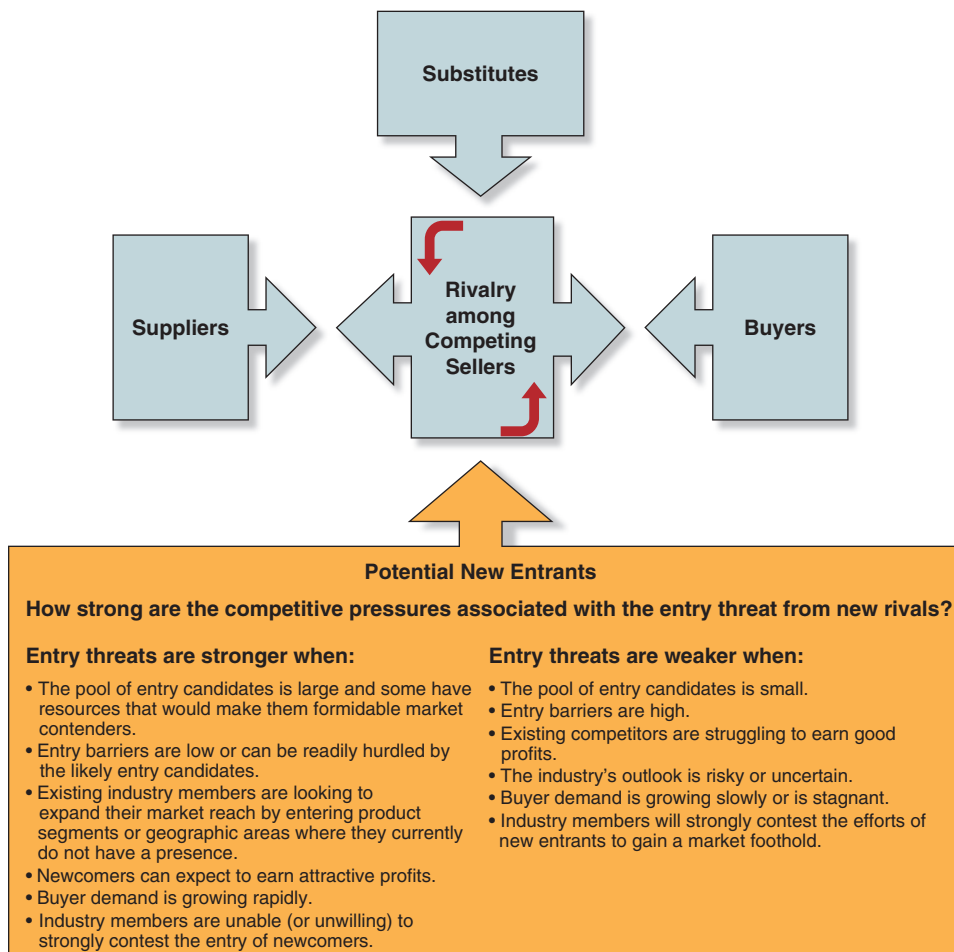 Substitutes
Suppliers
Rivalry
among
Competing
Sellers
Buyers
Potential New Entrants
How strong are the competitive pressures associated with the entry threat from new rivals?
Entry threats are stronger when:
• The pool of entry candidates is large and some have
resources that would make them formidable market
contenders.
• Entry barriers are low or can be readily hurdled by
the likely entry candidates.
• Existing industry members are looking to
expand their market reach by entering product
segments or geographic areas where they currently
do not have a presence.
• Newcomers can expect to earn attractive profits.
• Buyer demand is growing rapidly.
• Industry members are unable (or unwilling) to
strongly contest the entry of newcomers.
Entry threats are weaker when:
• The pool of entry candidates is small.
• Entry barriers are high.
• Existing competitors are struggling to earn good
profits.
• The industry’s outlook is risky or uncertain.
• Buyer demand is growing slowly or is stagnant.
• Industry members will strongly contest the efforts of
new entrants to gain a market foothold.